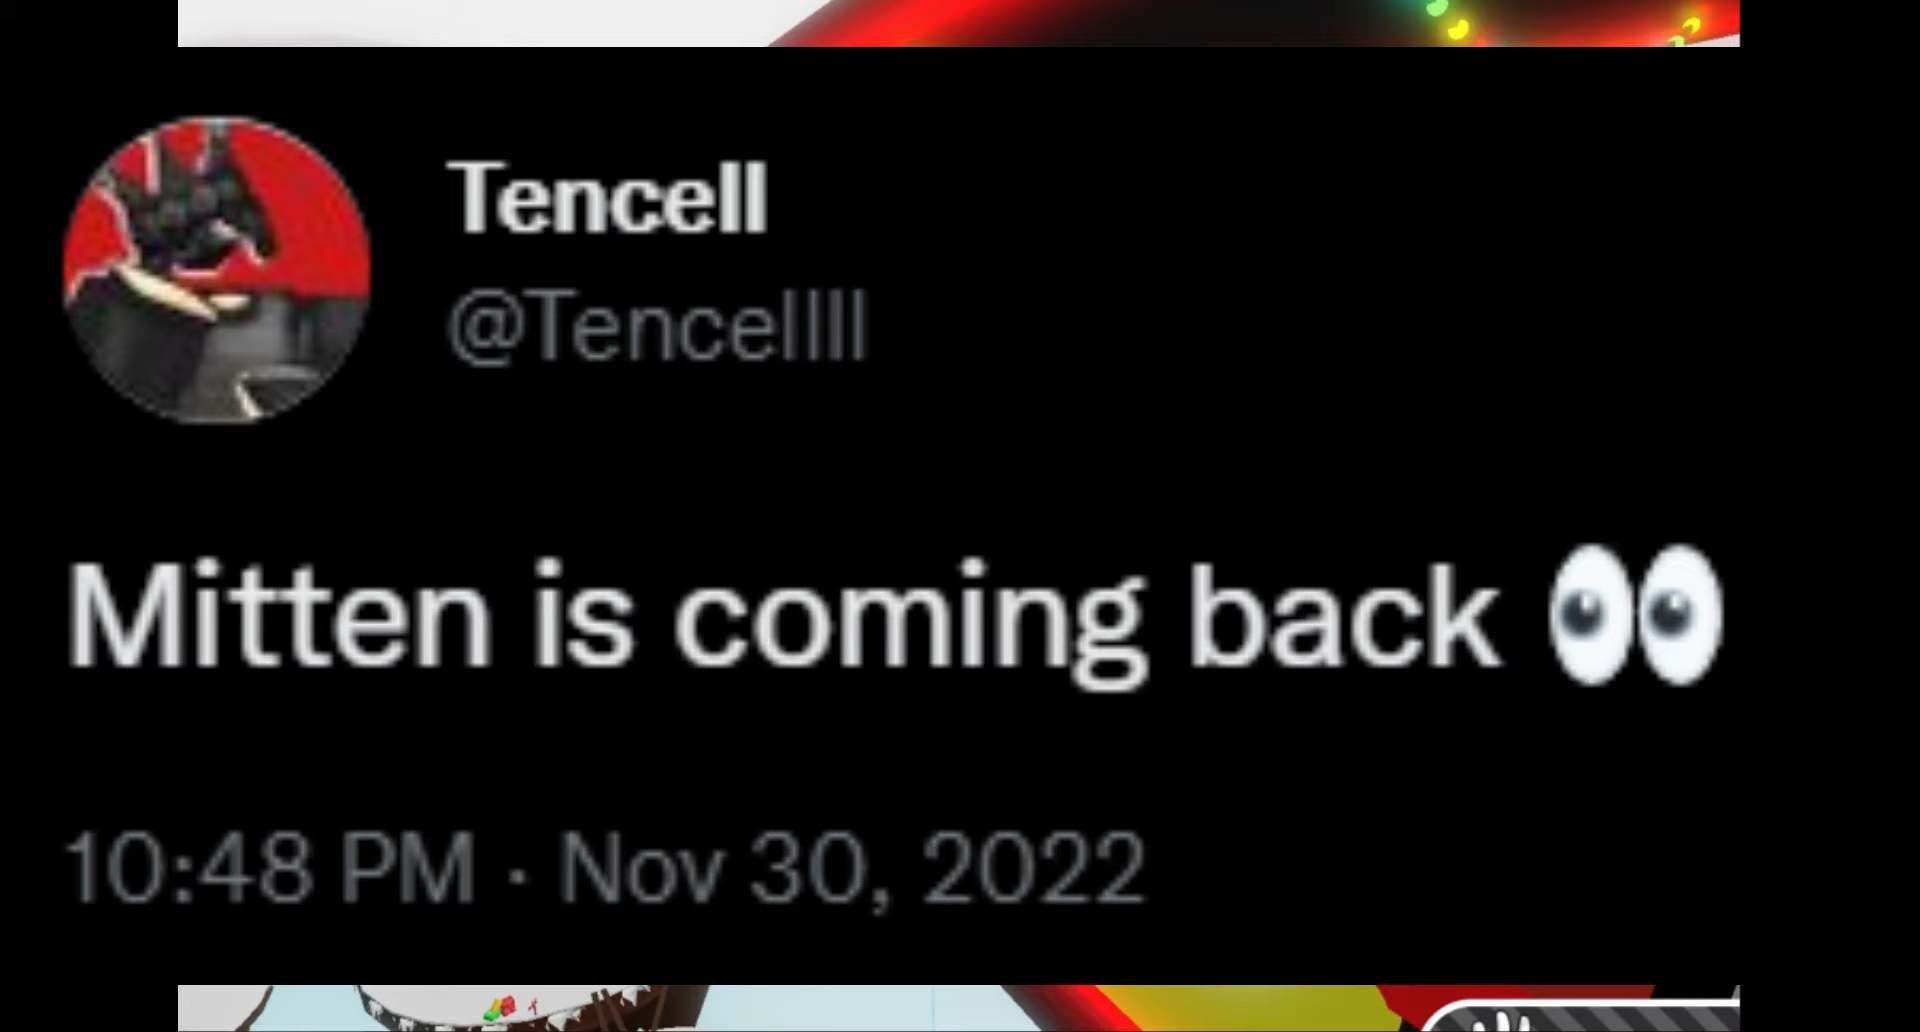 Tencell
@Tencellll
Mitten is coming back 👀
10:48 PM · Nov 30, 2022